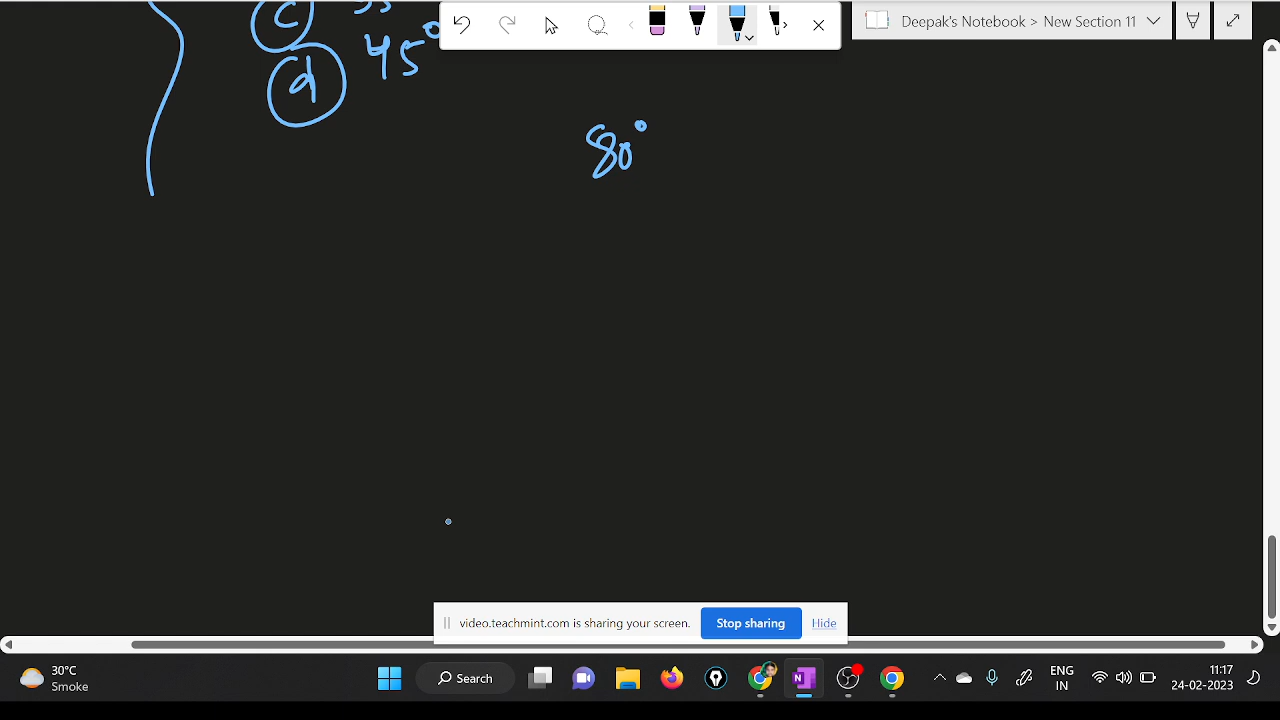 Deepak's Notebook > New Section 11
c
d 45°
80°
video.teachmint.com is sharing your screen. Stop sharing Hide
30°C
Smoke
Search
ENG
IN
11:17
24-02-2023